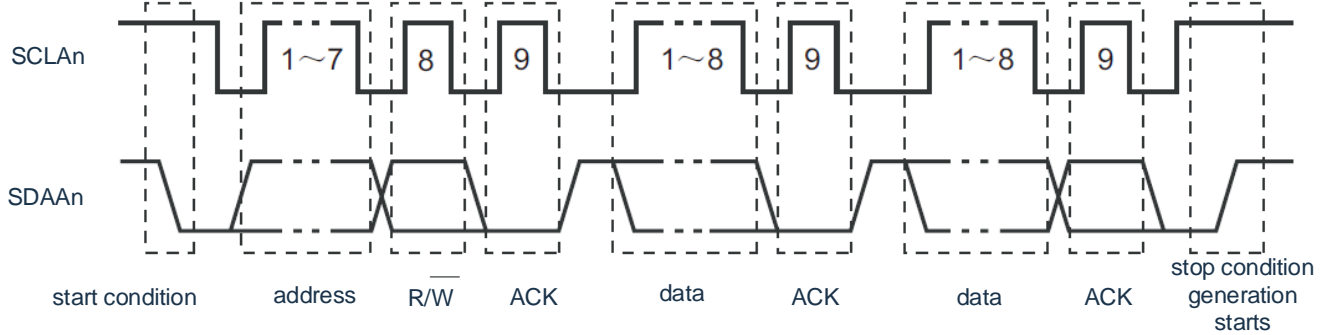 SCLAn
1～7
8
9
1～8
9
1～8
9
SDAAn
start condition
address
R/W̅
ACK
data
ACK
data
ACK
stop condition
generation
starts